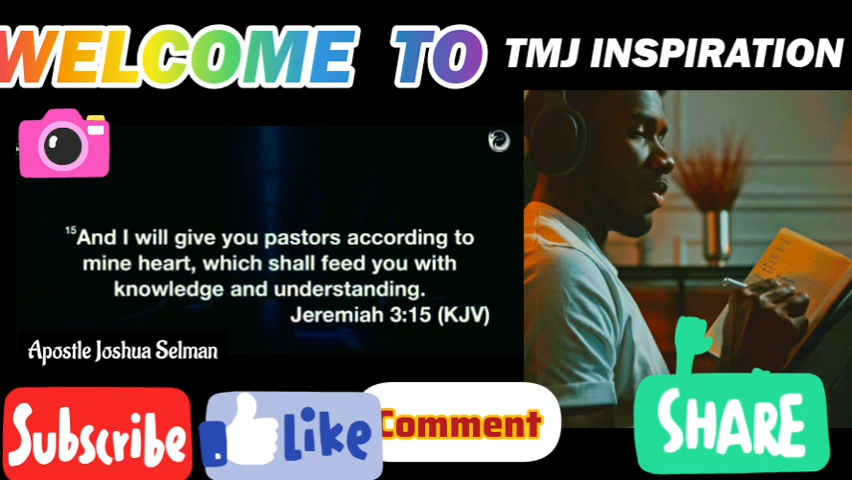 WELCOME TO TMJ INSPIRATION
15And I will give you pastors according to
mine heart, which shall feed you with
knowledge and understanding.
Jeremiah 3:15 (KJV)
Apostle Joshua Selman
Subscribe
Like
Comment
SHARE